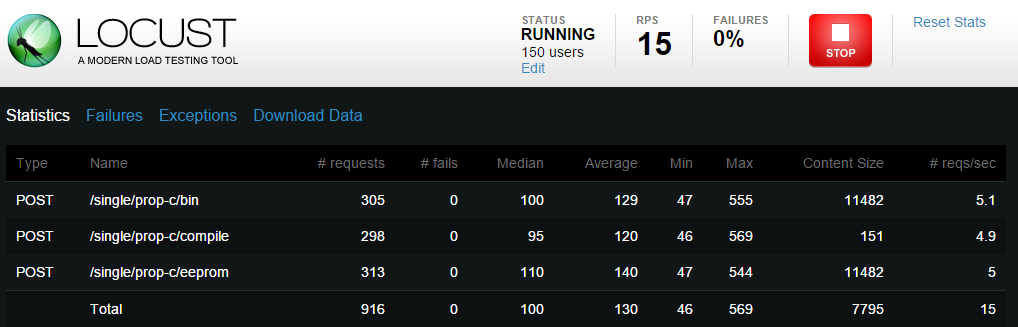 LOCUST
A MODERN LOAD TESTING TOOL
STATUS
RUNNING
150 users
Edit
RPS
15
FAILURES
0%
STOP
Reset Stats
Statistics Failures Exceptions Download Data
Type Name # requests # fails Median Average Min Max Content Size # reqs/sec
POST /single/prop-c/bin 305 0 100 129 47 555 11482 5.1
POST /single/prop-c/compile 298 0 95 120 46 569 151 4.9
POST /single/prop-c/eeprom 313 0 110 140 47 544 11482 5
Total 916 0 100 130 46 569 7795 15